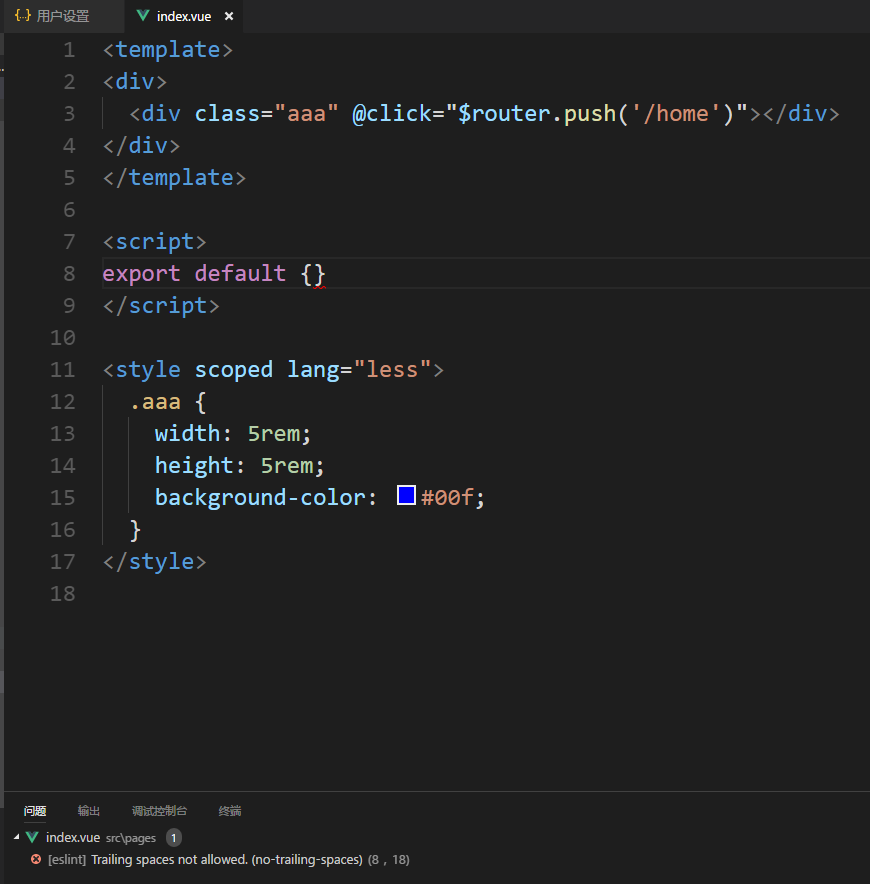 {..} 用户设置 index.vue ×
1 <template>
2 <div>
3   <div class="aaa" @click="$router.push('/home')"></div>
4 </div>
5 </template>
6
7 <script>
8 export default {}
9 </script>
10
11 <style scoped lang="less">
12   .aaa {
13     width: 5rem;
14     height: 5rem;
15     background-color: #00f;
16   }
17 </style>
18
问题 输出 调试控制台 终端
index.vue src\pages 1
[eslint] Trailing spaces not allowed. (no-trailing-spaces) (8 , 18)